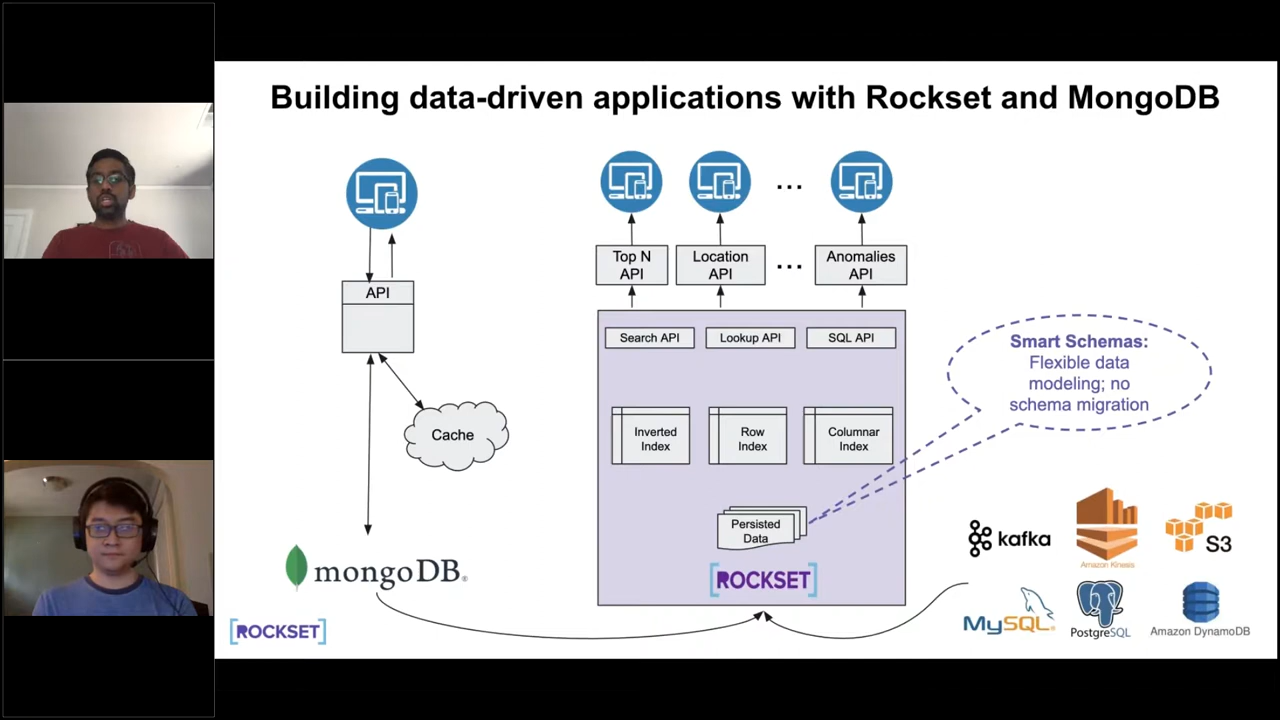 Building data-driven applications with Rockset and MongoDB
API
Cache
mongoDB®
[ROCKSET]
...
Top N
API
Location
API
...
Anomalies
API
Search API
Lookup API
SQL API
Inverted
Index
Row
Index
Columnar
Index
Persisted
Data
[ROCKSET]
Smart Schemas:
Flexible data
modeling; no
schema migration
kafka
Amazon Kinesis
S3
MySQL
PostgreSQL
Amazon DynamoDB